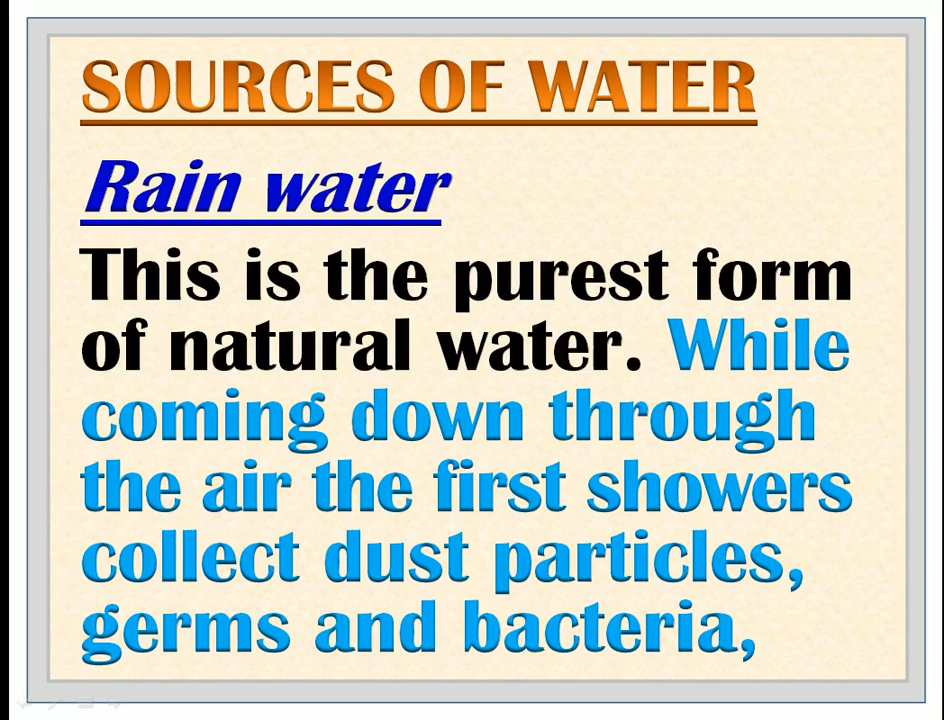 SOURCES OF WATER
Rain water
This is the purest form
of natural water. While
coming down through
the air the first showers
collect dust particles,
germs and bacteria,